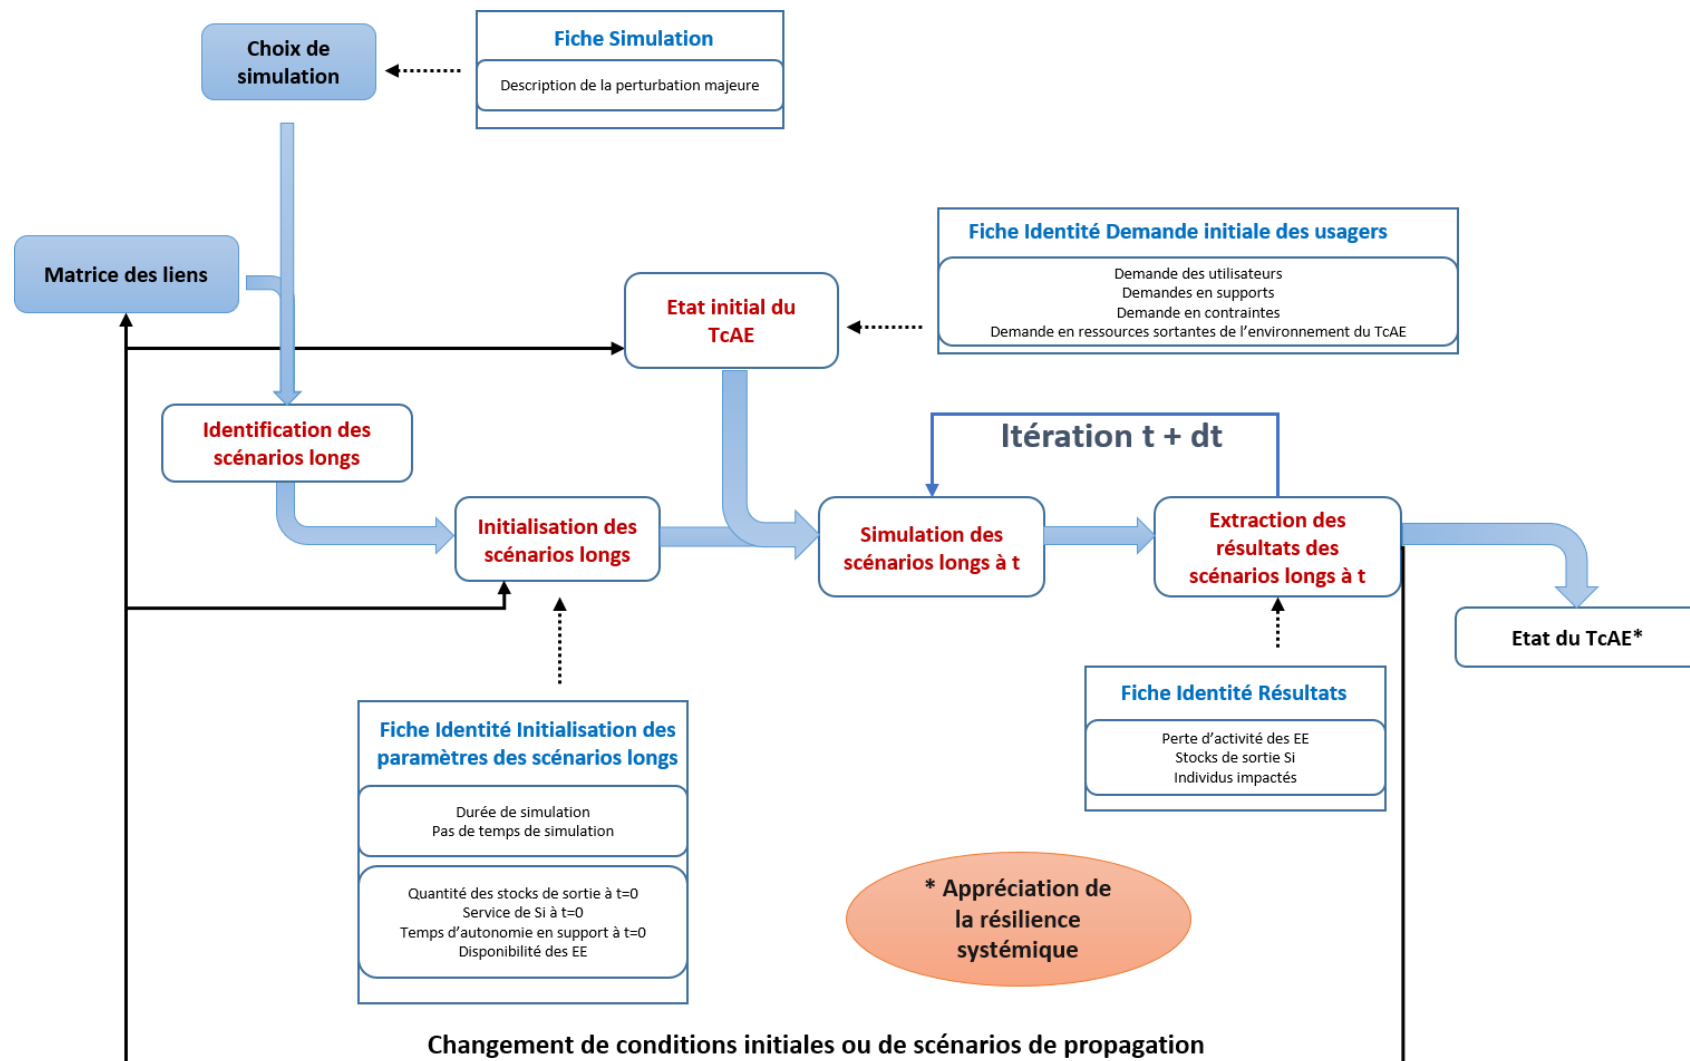 Choix de
simulation
Fiche Simulation
Description de la perturbation majeure
Matrice des liens
Fiche Identité Demande initiale des usagers
Demande des utilisateurs
Demandes en supports
Demande en contraintes
Demande en ressources sortantes de l'environnement du TcAE
Etat initial du
TcAE
Identification des
scénarios longs
Itération t + dt
Initialisation des
scénarios longs
Simulation des
scénarios longs à t
Extraction des
résultats des
scénarios longs à t
Etat du TcAE*
Fiche Identité Initialisation des
paramètres des scénarios longs
Durée de simulation
Pas de temps de simulation
Quantité des stocks de sortie à t=0
Service de Si à t=0
Temps d'autonomie en support à t=0
Disponibilité des EE
Fiche Identité Résultats
Perte d'activité des EE
Stocks de sortie Si
Individus impactés
* Appréciation de
la résilience
systémique
Changement de conditions initiales ou de scénarios de propagation